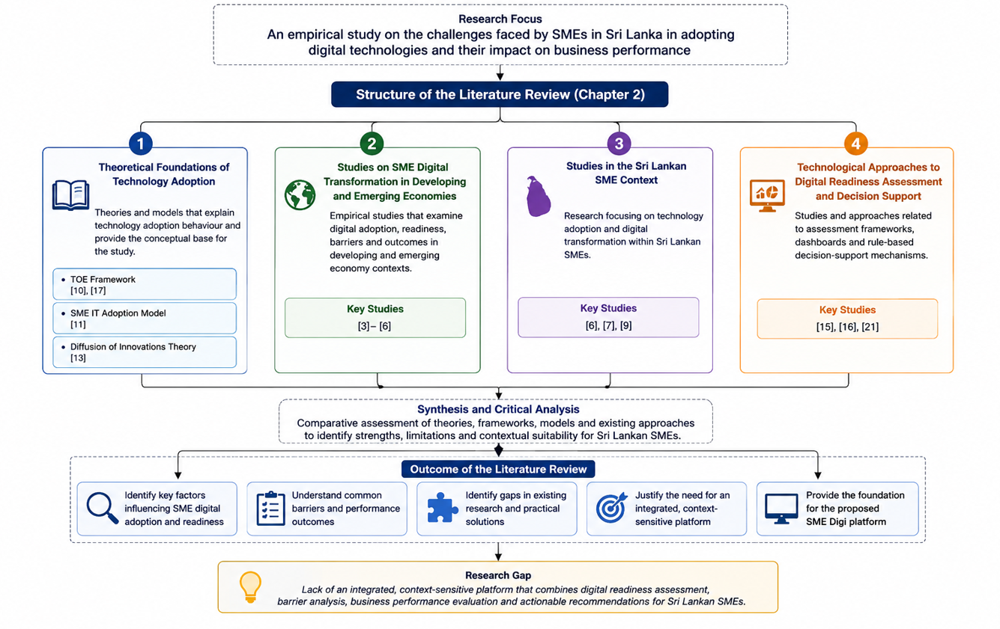 Research Focus
An empirical study on the challenges faced by SMEs in Sri Lanka in adopting
digital technologies and their impact on business performance
Structure of the Literature Review (Chapter 2)
1
Theoretical Foundations of
Technology Adoption
Theories and models that explain
technology adoption behaviour and
provide the conceptual base for
the study.
• TOE Framework
[10], [17]
• SME IT Adoption Model
[11]
• Diffusion of Innovations Theory
[13]
2
Studies on SME Digital
Transformation in Developing
and Emerging Economies
Empirical studies that examine
digital adoption, readiness,
barriers and outcomes in
developing and emerging
economy contexts.
Key Studies
[3]– [6]
3
Studies in the Sri Lankan
SME Context
Research focusing on technology
adoption and digital
transformation within Sri Lankan
SMEs.
Key Studies
[6], [7], [9]
4
Technological Approaches to
Digital Readiness Assessment
and Decision Support
Studies and approaches related
to assessment frameworks,
dashboards and rule-based
decision-support mechanisms.
Key Studies
[15], [16], [21]
Synthesis and Critical Analysis
Comparative assessment of theories, frameworks, models and existing approaches
to identify strengths, limitations and contextual suitability for Sri Lankan SMEs.
Outcome of the Literature Review
Identify key factors
influencing SME digital
adoption and readiness
Understand common
barriers and performance
outcomes
Identify gaps in existing
research and practical
solutions
Justify the need for an
integrated, context-
sensitive platform
Provide the foundation
for the proposed
SME Digi platform
Research Gap
Lack of an integrated, context-sensitive platform that combines digital readiness assessment,
barrier analysis, business performance evaluation and actionable recommendations for Sri Lankan SMEs.